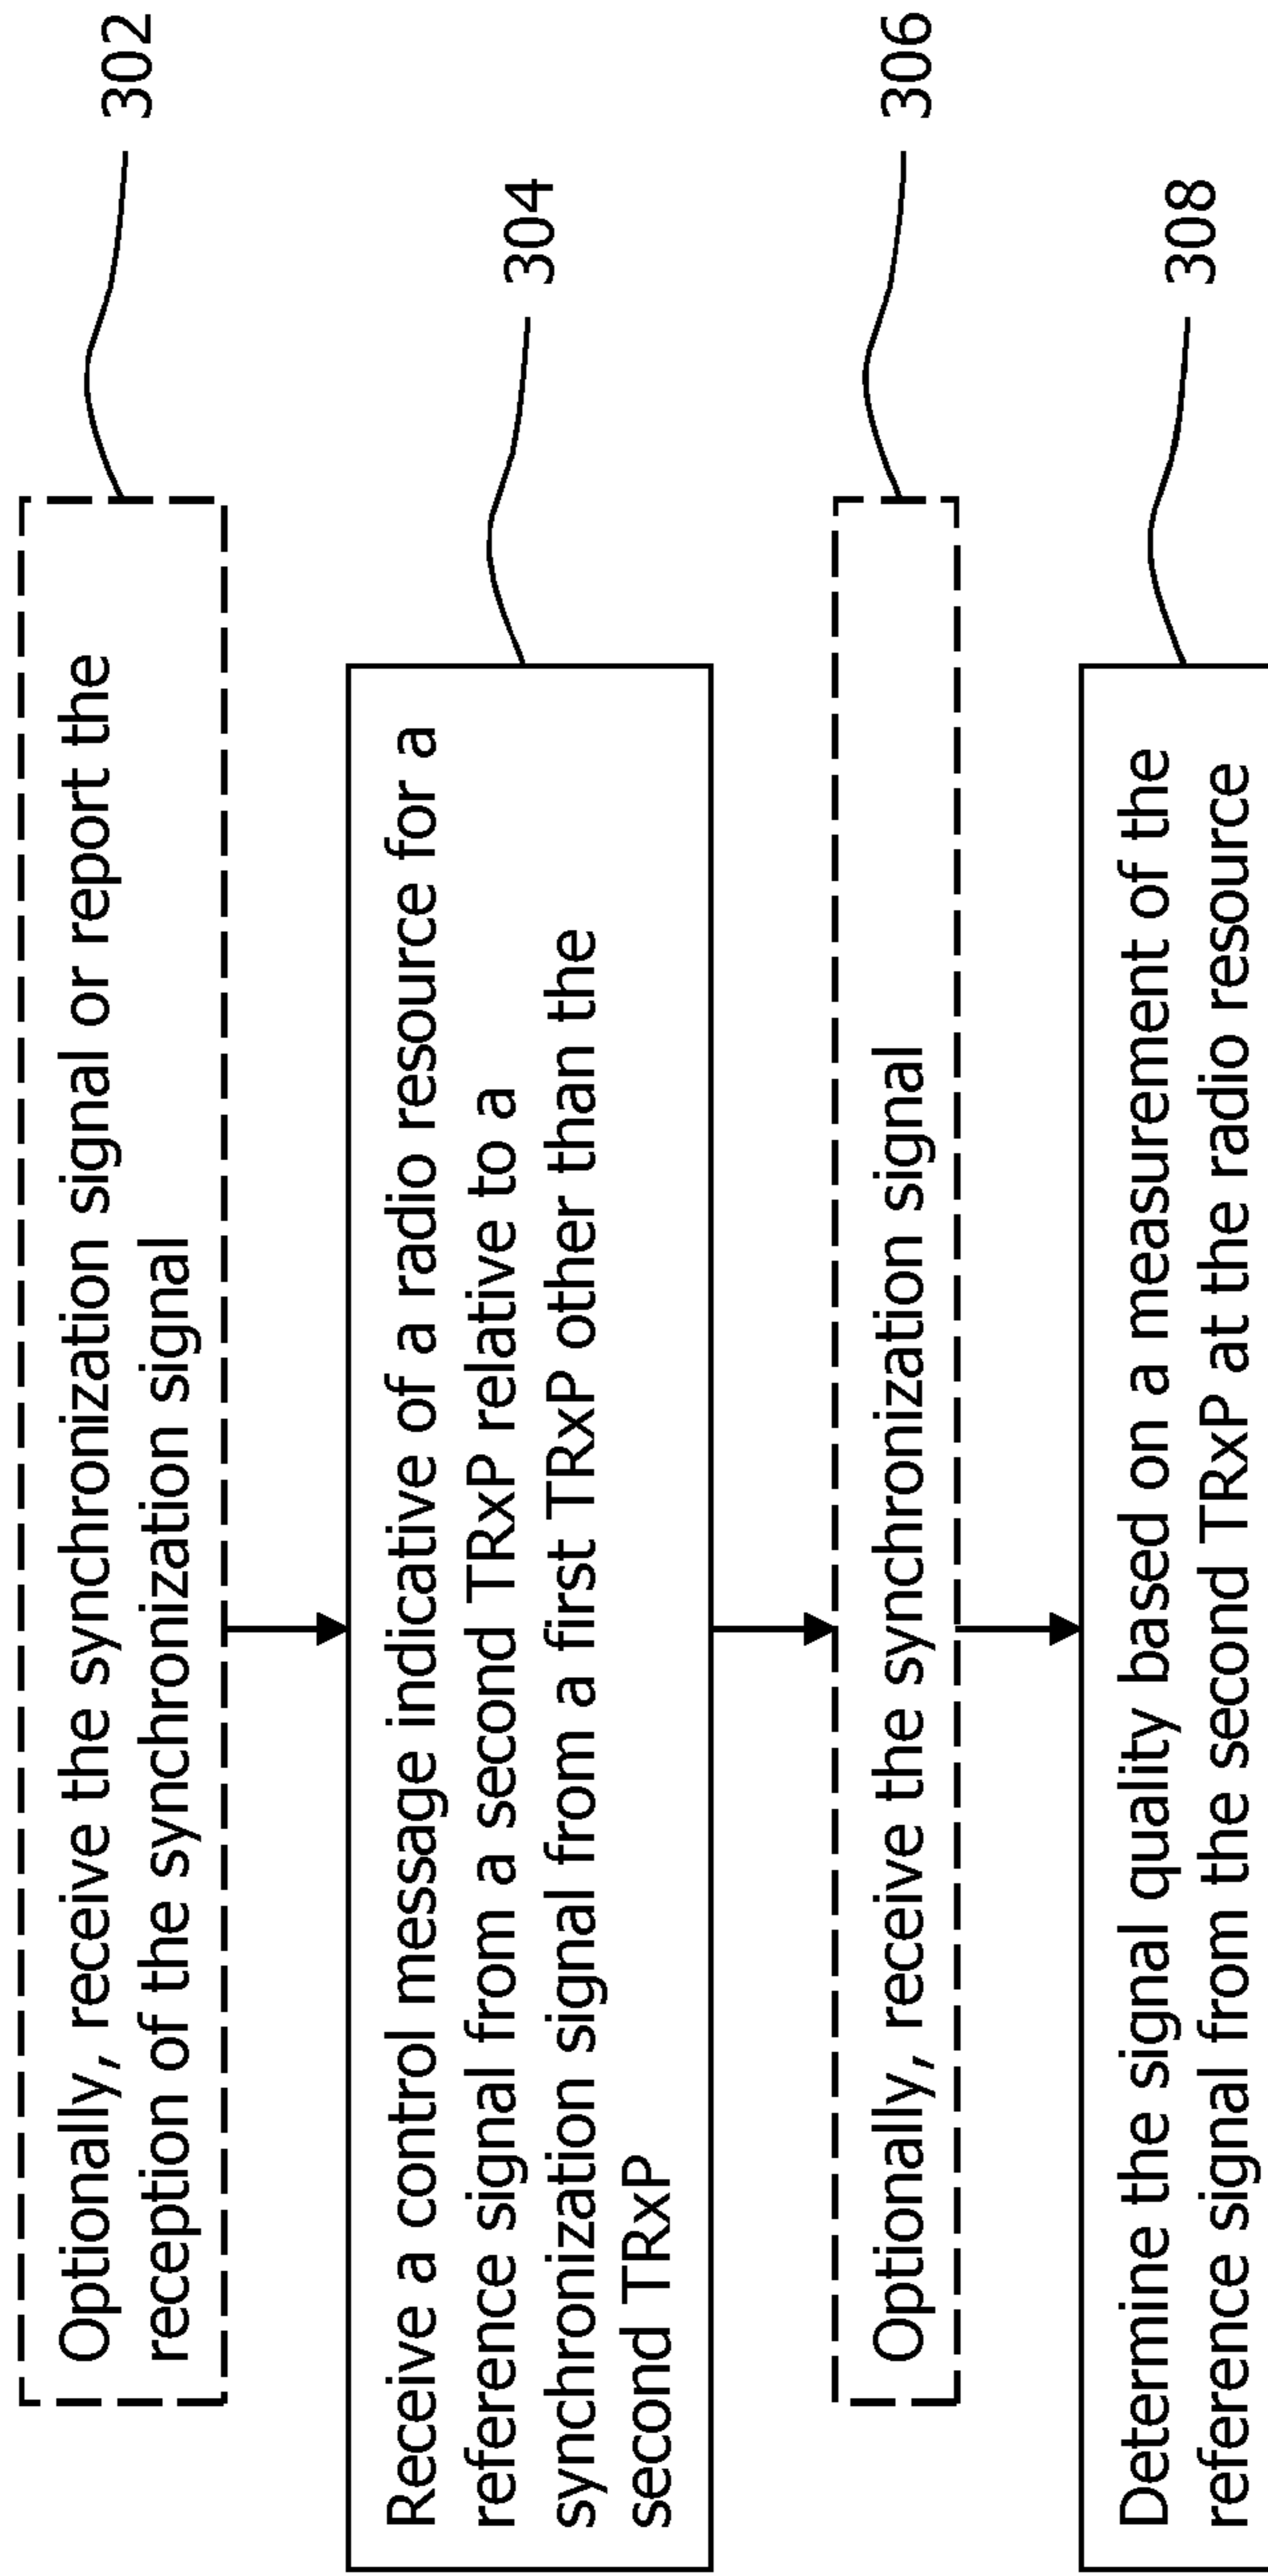 Optionally, receive the synchronization signal or report the
reception of the synchronization signal
302
Receive a control message indicative of a radio resource for a
reference signal from a second TRxP relative to a
synchronization signal from a first TRxP other than the
second TRxP
304
Optionally, receive the synchronization signal
306
Determine the signal quality based on a measurement of the
reference signal from the second TRxP at the radio resource
308